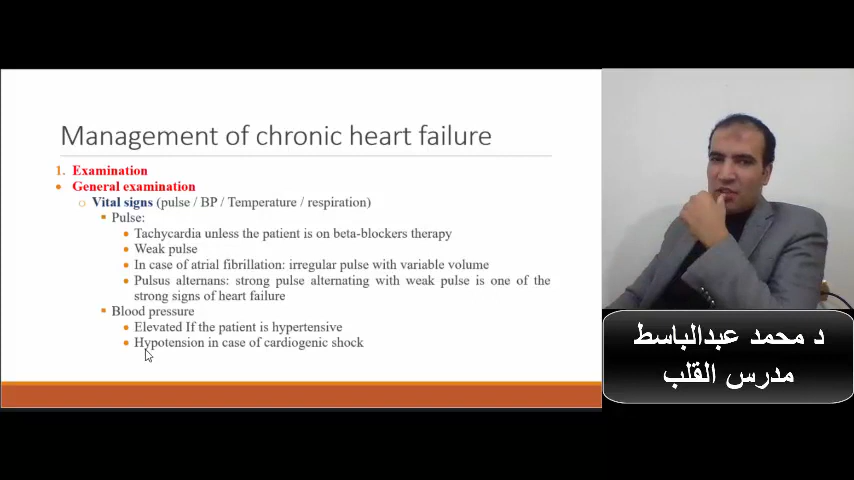 Management of chronic heart failure
1. Examination
• General examination
o Vital signs (pulse / BP / Temperature / respiration)
▪ Pulse:
• Tachycardia unless the patient is on beta-blockers therapy
• Weak pulse
• In case of atrial fibrillation: irregular pulse with variable volume
• Pulsus alternans: strong pulse alternating with weak pulse is one of the
strong signs of heart failure
▪ Blood pressure
• Elevated If the patient is hypertensive
• Hypotension in case of cardiogenic shock
د محمد عبدالباسط
مدرس القلب